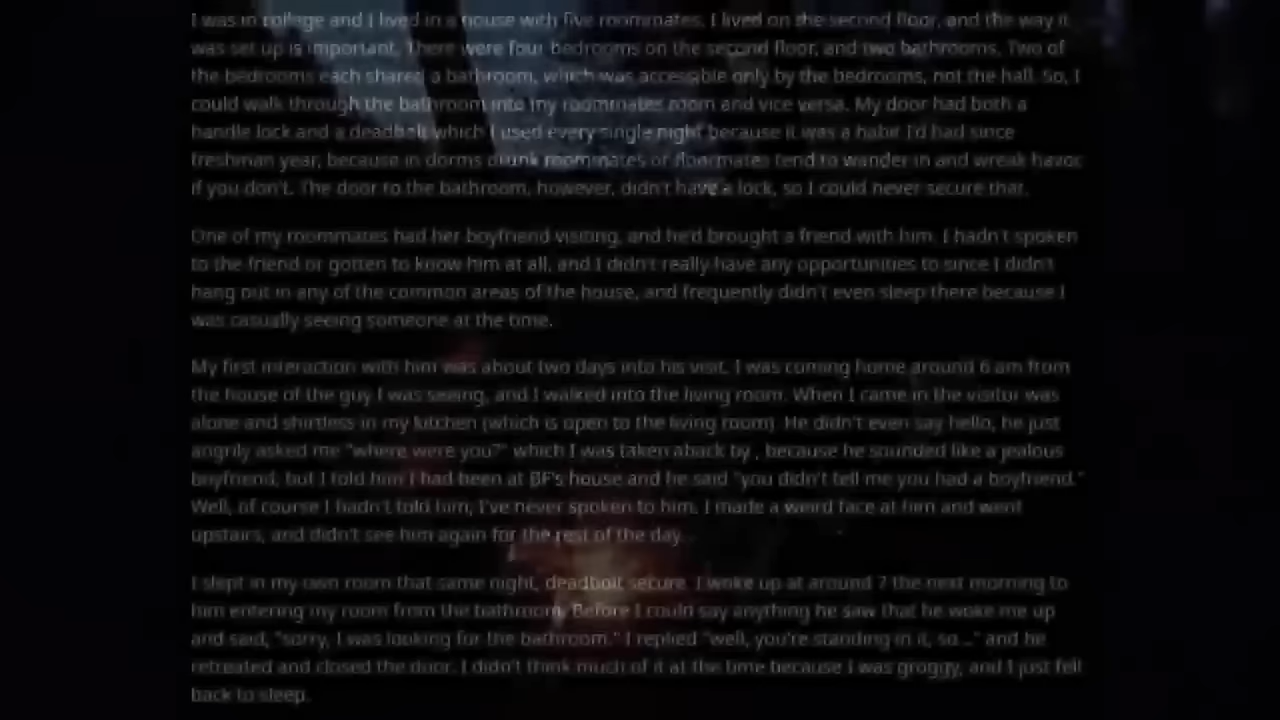 I was in college and I lived in a house with five roommates. I lived on the second floor, and the way it
was set up is important. There were four bedrooms on the second floor, and two bathrooms. Two of
the bedrooms each shared a bathroom, which was accessible only by the bedrooms, not the hall. So, I
could walk through the bathroom into my roommates room and vice versa. My door had both a
handle lock and a deadbolt which I used every single night because it was a habit I'd had since
freshman year, because in dorms drunk roommates or floormates tend to wander in and wreak havoc
if you don't. The door to the bathroom, however, didn't have a lock, so I could never secure that.
One of my roommates had her boyfriend visiting, and he'd brought a friend with him. I hadn't spoken
to the friend or gotten to know him at all, and I didn't really have any opportunities to since I didn't
hang out in any of the common areas of the house, and frequently didn't even sleep there because I
was casually seeing someone at the time.
My first interaction with him was about two days into his visit. I was coming home around 6 am from
the house of the guy I was seeing, and I walked into the living room. When I came in the visitor was
alone and shirtless in my kitchen (which is open to the living room). He didn't even say hello, he just
angrily asked me "where were you?" which I was taken aback by , because he sounded like a jealous
boyfriend, but I told him I had been at BF's house and he said "you didn't tell me you had a boyfriend."
Well, of course I hadn't told him, I've never spoken to him. I made a weird face at him and went
upstairs, and didn't see him again for the rest of the day.
I slept in my own room that same night, deadbolt secure. I woke up at around 7 the next morning to
him entering my room from the bathroom. Before I could say anything he saw that he woke me up
and said, "sorry, I was looking for the bathroom." I replied "well, you're standing in it, so..." and he
retreated and closed the door. I didn't think much of it at the time because I was groggy, and I just fell
back to sleep.